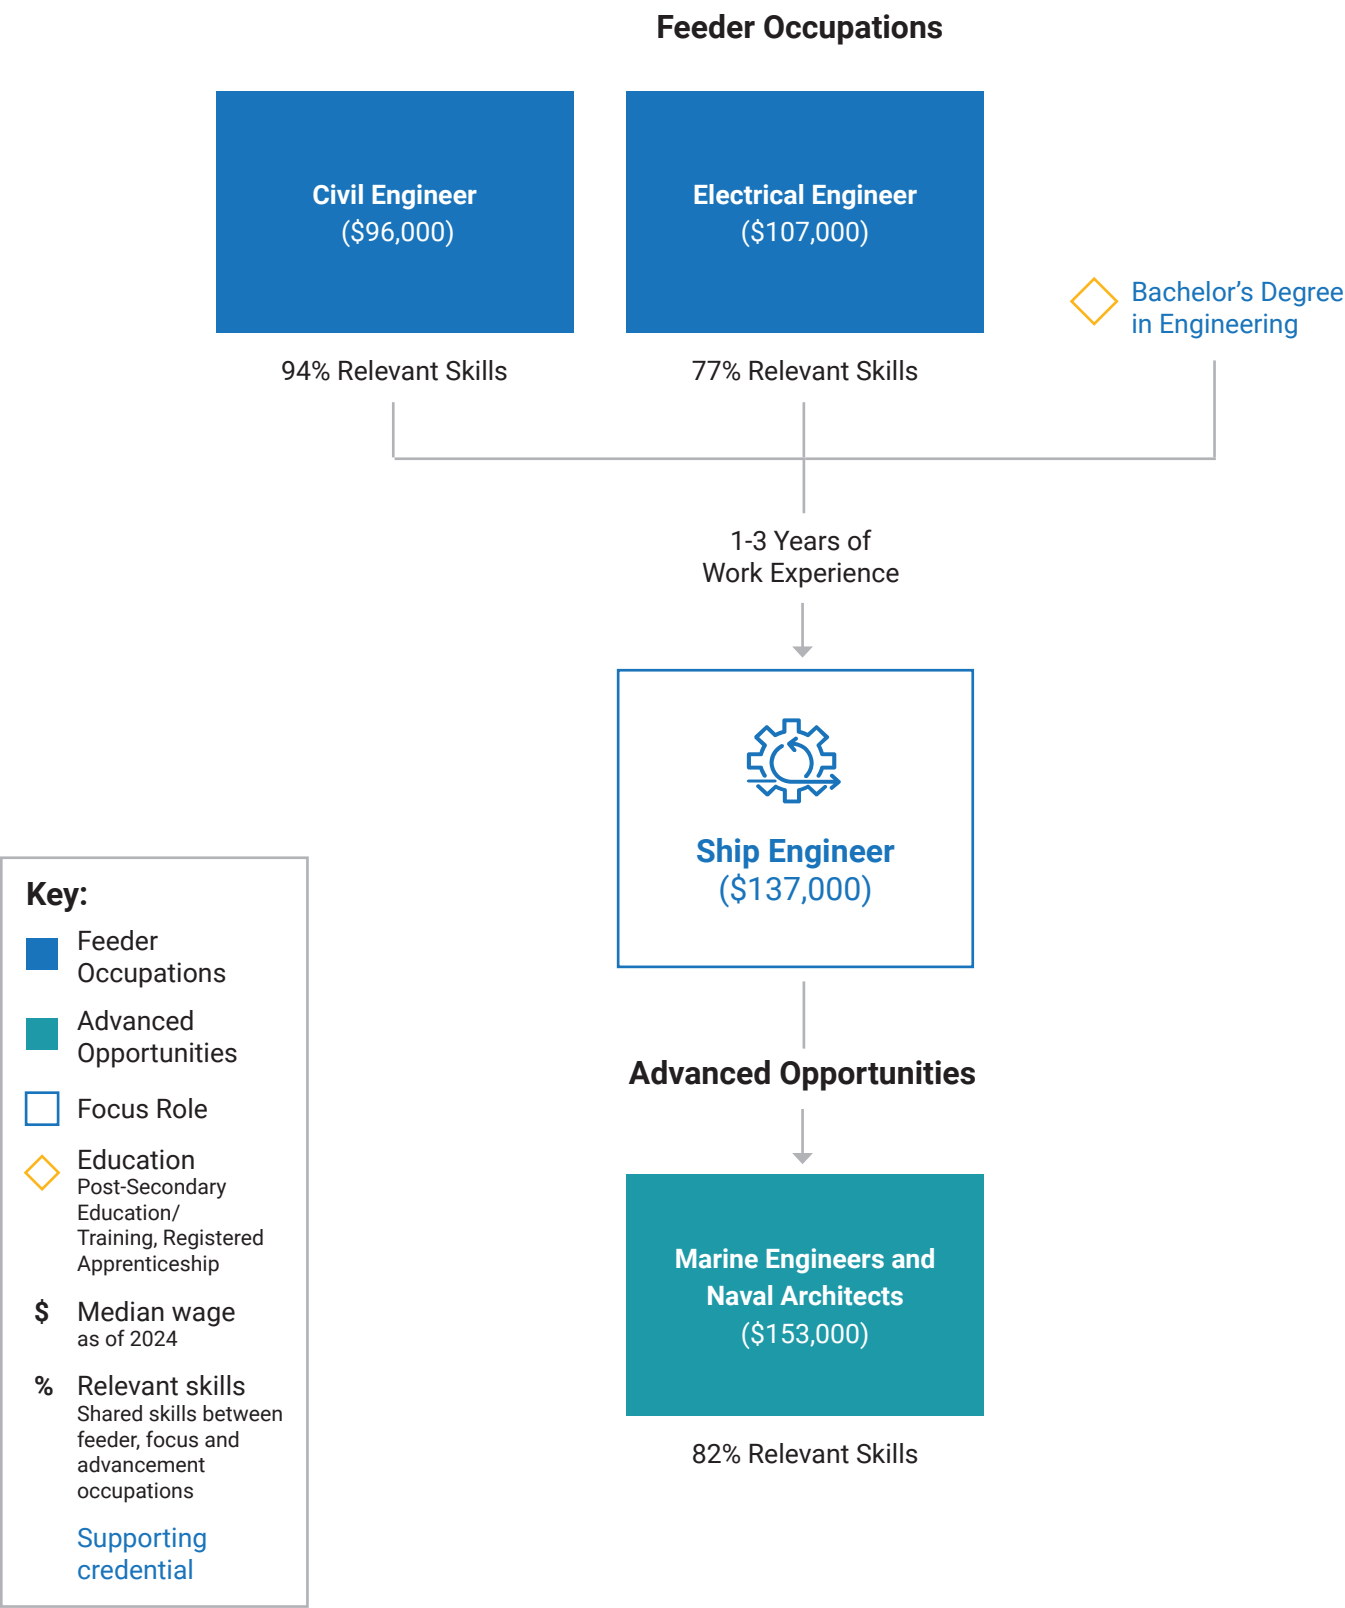 Feeder Occupations
Civil Engineer
($96,000)
Electrical Engineer
($107,000)
Bachelor’s Degree
in Engineering
94% Relevant Skills
77% Relevant Skills
1-3 Years of
Work Experience
Ship Engineer
($137,000)
Advanced Opportunities
Marine Engineers and
Naval Architects
($153,000)
82% Relevant Skills
Key:
Feeder
Occupations
Advanced
Opportunities
Focus Role
Education
Post-Secondary
Education/
Training, Registered
Apprenticeship
$ Median wage
as of 2024
% Relevant skills
Shared skills between
feeder, focus and
advancement
occupations
Supporting
credential